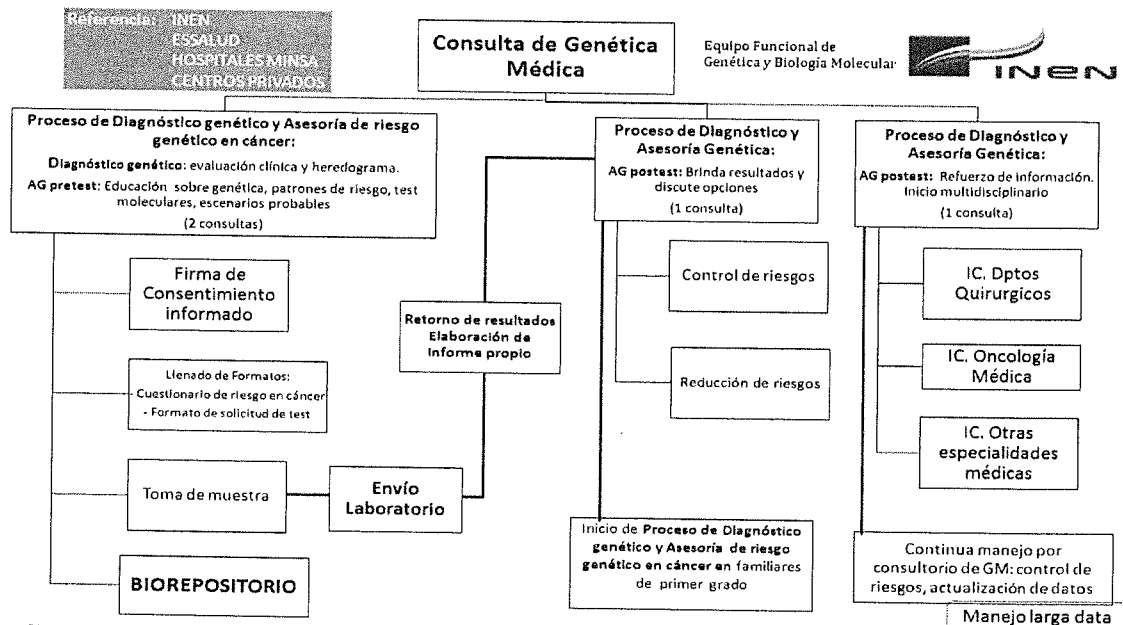 Referencia: INEN
ESSALUD
HOSPITALES MINSA
CENTROS PRIVADOS
Consulta de Genética
Médica
Equipo Funcional de
Genética y Biología Molecular
INEN
Proceso de Diagnóstico genético y Asesoría de riesgo
genético en cáncer:
Diagnóstico genético: evaluación clínica y heredograma.
AG pretest: Educación sobre genética, patrones de riesgo, test
moleculares, escenarios probables
(2 consultas)
Firma de
Consentimiento
informado
Llenado de Formatos:
Cuestionario de riesgo en cáncer
- Formato de solicitud de test
Toma de muestra
BIOREPOSITORIO
Envío
Laboratorio
Retorno de resultados
Elaboración de
Informe propio
Proceso de Diagnóstico y
Asesoría Genética:
AG postest: Brinda resultados y
discute opciones
(1 consulta)
Control de riesgos
Reducción de riesgos
Inicio de Proceso de Diagnóstico
genético y Asesoría de riesgo
genético en cáncer en familiares
de primer grado
Proceso de Diagnóstico y
Asesoría Genética:
AG postest: Refuerzo de información.
Inicio multidisciplinario
(1 consulta)
IC. Dptos
Quirurgicos
IC. Oncología
Médica
IC. Otras
especialidades
médicas
Continua manejo por
consultorio de GM: control de
riesgos, actualización de datos
Manejo larga data